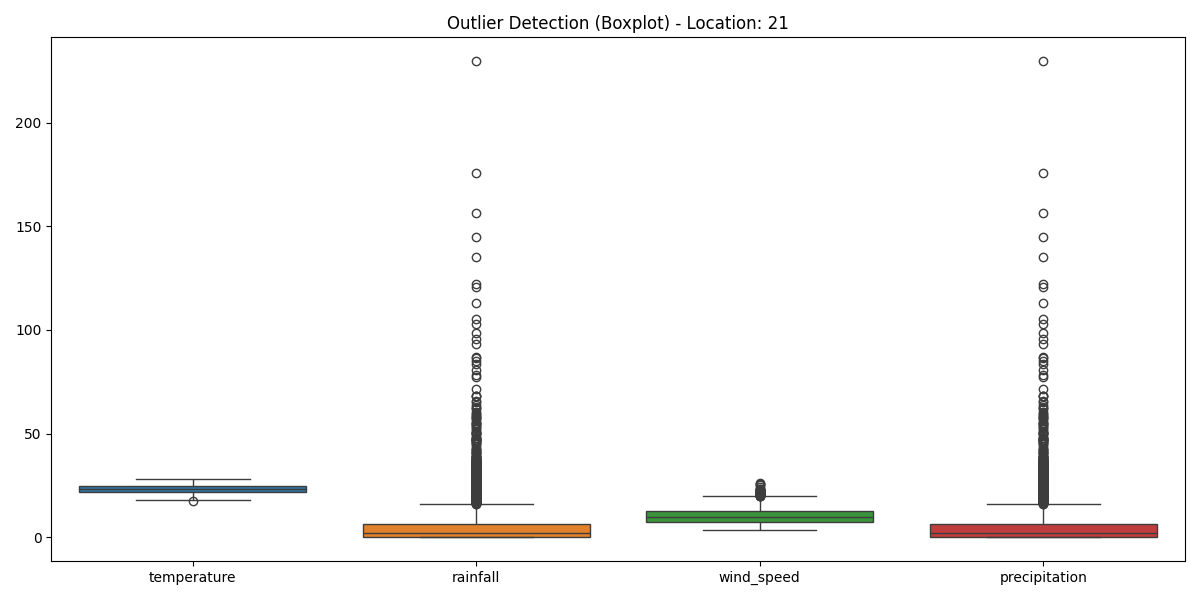 Outlier Detection (Boxplot) - Location: 21
200
150
100
50
0
temperature rainfall wind_speed precipitation